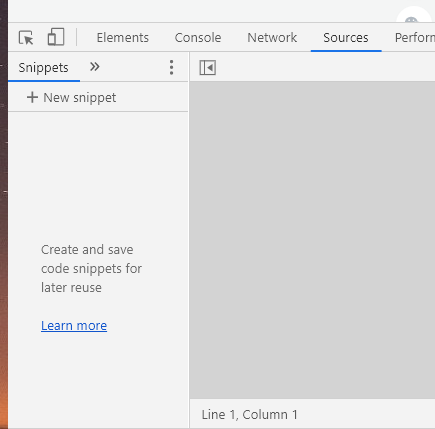 Elements Console Network Sources
Snippets »
+ New snippet
Create and save
code snippets for
later reuse
Learn more
Line 1, Column 1